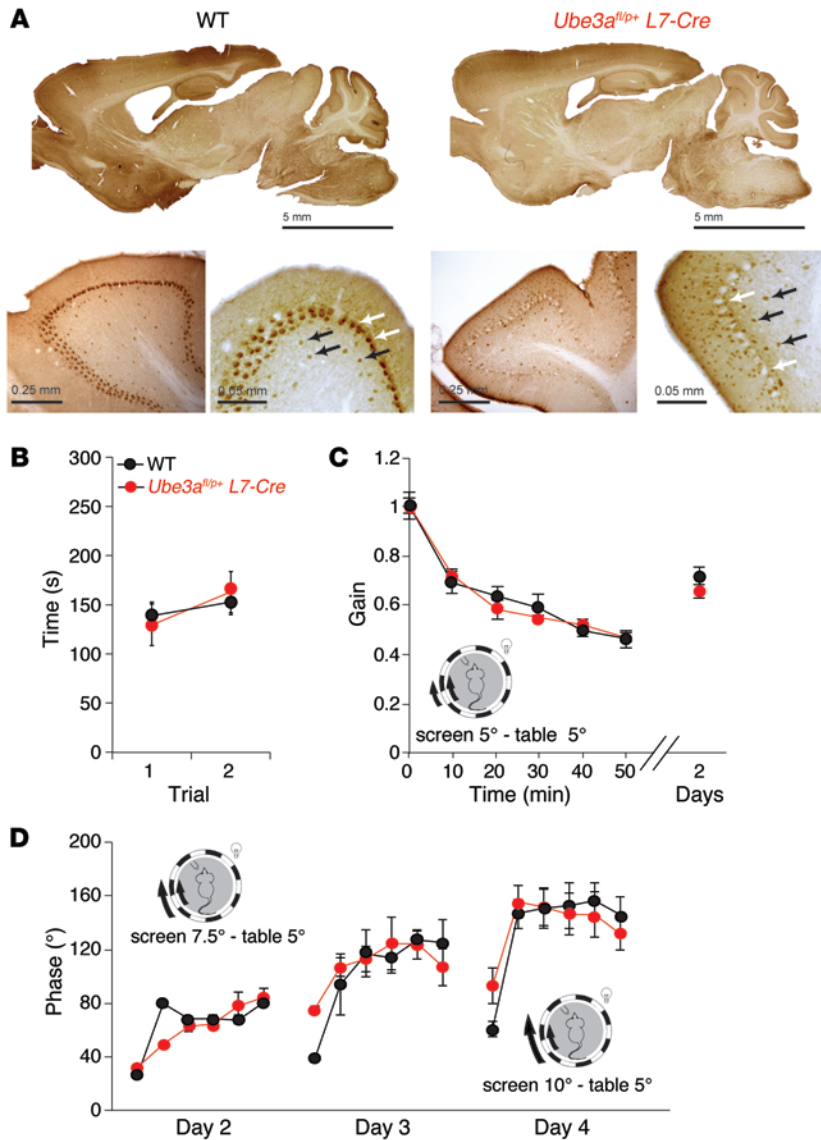 A
WT
Ube3a^fl/p+ L7-Cre
5 mm
5 mm
0.25 mm
0.05 mm
0.25 mm
0.05 mm
B
300
250
200
150
100
50
0
Time (s)
1
2
Trial
WT
Ube3a^fl/p+ L7-Cre
C
1.2
1
0.8
0.6
0.4
0.2
0
Gain
screen 5° - table 5°
0
10
20
30
40
50
2
Time (min)
Days
D
200
160
120
80
40
0
Phase (°)
screen 7.5° - table 5°
screen 10° - table 5°
Day 2
Day 3
Day 4